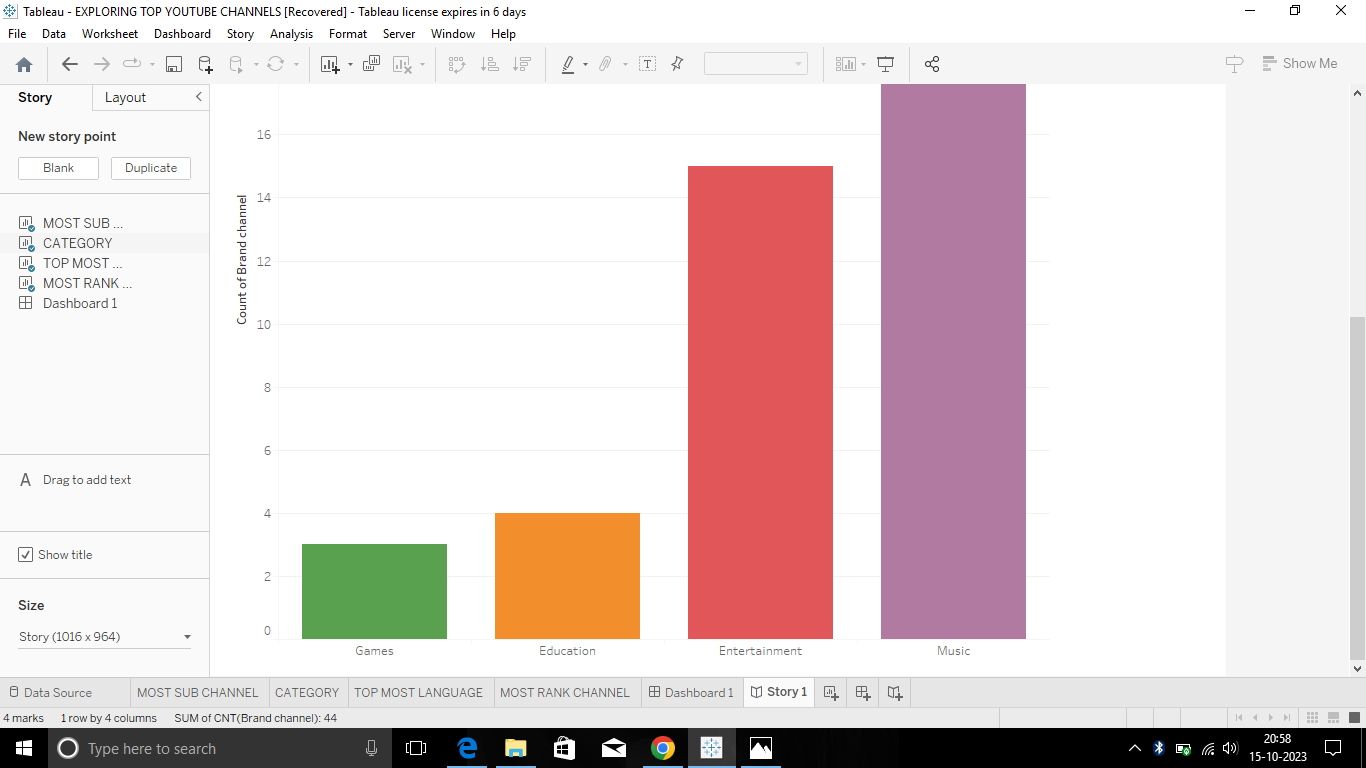 Tableau - EXPLORING TOP YOUTUBE CHANNELS [Recovered] - Tableau license expires in 6 days
File Data Worksheet Dashboard Story Analysis Format Server Window Help
Show Me
Story Layout
New story point
Blank Duplicate
MOST SUB ...
CATEGORY
TOP MOST ...
MOST RANK ...
Dashboard 1
A Drag to add text
Show title
Size
Story (1016 x 964)
Count of Brand channel
16
14
12
10
8
6
4
2
0
Games Education Entertainment Music
Data Source MOST SUB CHANNEL CATEGORY TOP MOST LANGUAGE MOST RANK CHANNEL Dashboard 1 Story 1
4 marks 1 row by 4 columns SUM of CNT(Brand channel): 44
Type here to search
20:58
15-10-2023